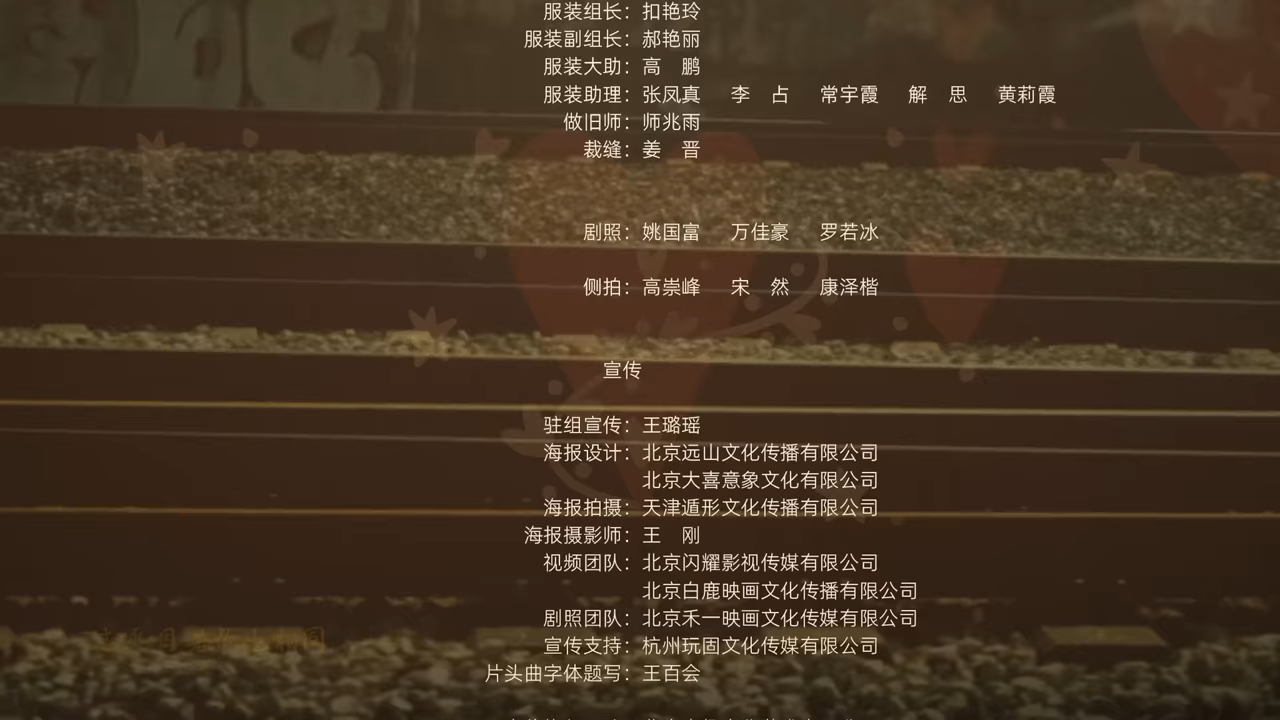 服装组长：扣艳玲
服装副组长：郝艳丽
服装大助：高　鹏
服装助理：张凤真　李　占　常宇霞　解　思　黄莉霞
做旧师：师兆雨
裁缝：姜　晋
剧照：姚国富　万佳豪　罗若冰
侧拍：高崇峰　宋　然　康泽楷
宣传
驻组宣传：王璐瑶
海报设计：北京远山文化传播有限公司
北京大喜意象文化有限公司
海报拍摄：天津遁形文化传播有限公司
海报摄影师：王　刚
视频团队：北京闪耀影视传媒有限公司
北京白鹿映画文化传播有限公司
剧照团队：北京禾一映画文化传媒有限公司
宣传支持：杭州玩固文化传媒有限公司
片头曲字体题写：王百会